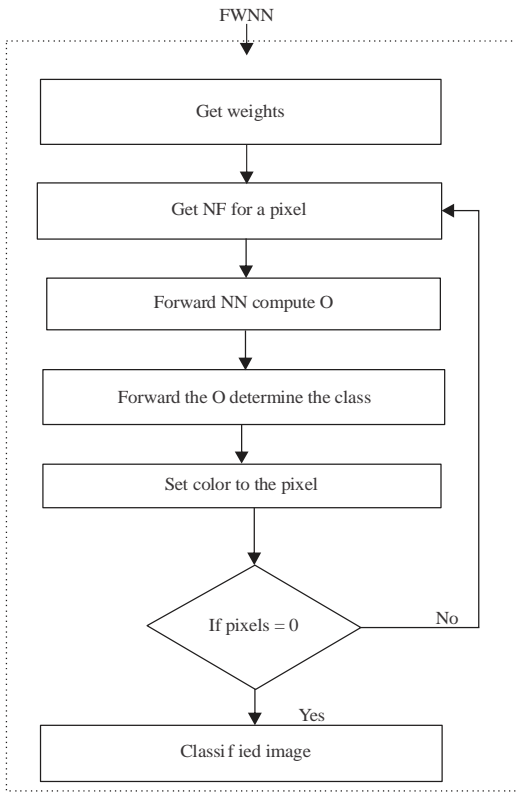 FWNN
Get weights
Get NF for a pixel
Forward NN compute O
Forward the O determine the class
Set color to the pixel
If pixels = 0
No
Yes
Classif ied image